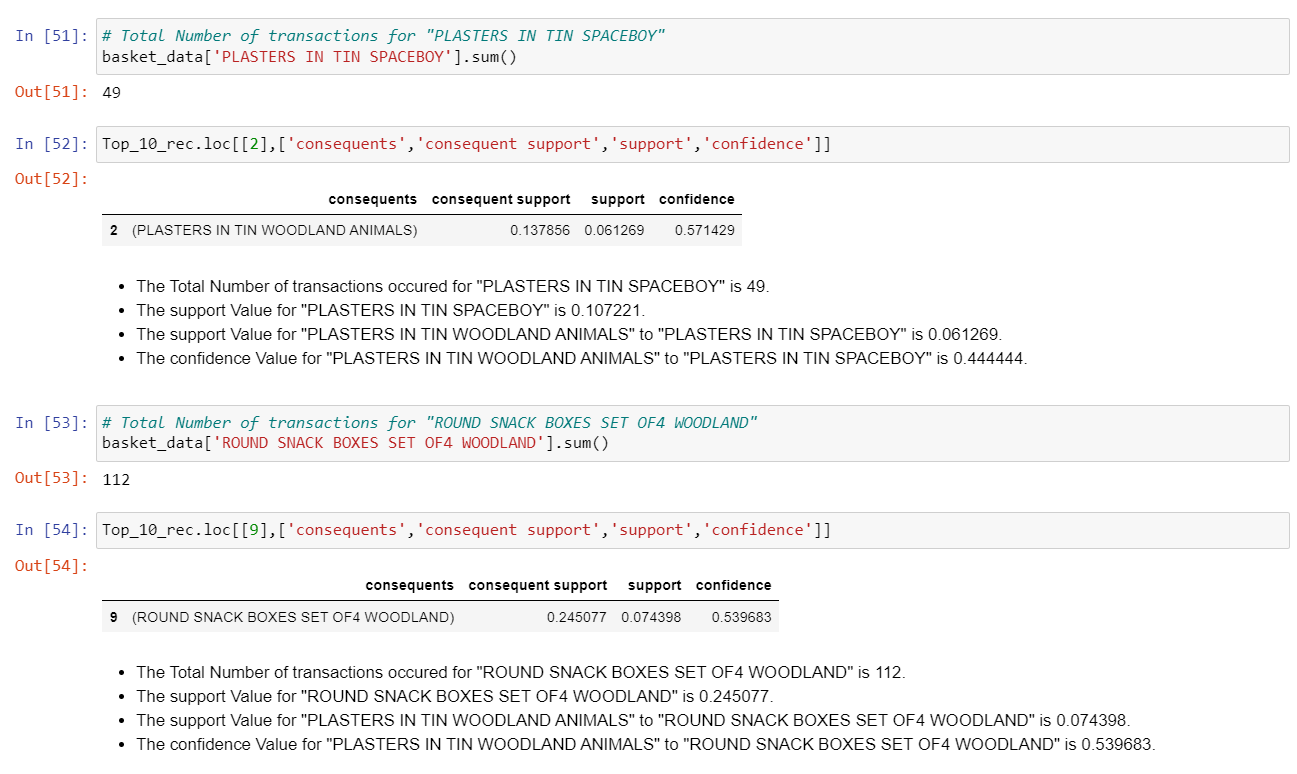 In [51]: # Total Number of transactions for "PLASTERS IN TIN SPACEBOY"
basket_data['PLASTERS IN TIN SPACEBOY'].sum()
Out[51]: 49
In [52]: Top_10_rec.loc[[2],['consequents','consequent support','support','confidence']]
Out[52]:
consequents consequent support support confidence
2 (PLASTERS IN TIN WOODLAND ANIMALS) 0.137856 0.061269 0.571429
• The Total Number of transactions occured for "PLASTERS IN TIN SPACEBOY" is 49.
• The support Value for "PLASTERS IN TIN SPACEBOY" is 0.107221.
• The support Value for "PLASTERS IN TIN WOODLAND ANIMALS" to "PLASTERS IN TIN SPACEBOY" is 0.061269.
• The confidence Value for "PLASTERS IN TIN WOODLAND ANIMALS" to "PLASTERS IN TIN SPACEBOY" is 0.444444.
In [53]: # Total Number of transactions for "ROUND SNACK BOXES SET OF4 WOODLAND"
basket_data['ROUND SNACK BOXES SET OF4 WOODLAND'].sum()
Out[53]: 112
In [54]: Top_10_rec.loc[[9],['consequents','consequent support','support','confidence']]
Out[54]:
consequents consequent support support confidence
9 (ROUND SNACK BOXES SET OF4 WOODLAND) 0.245077 0.074398 0.539683
• The Total Number of transactions occured for "ROUND SNACK BOXES SET OF4 WOODLAND" is 112.
• The support Value for "ROUND SNACK BOXES SET OF4 WOODLAND" is 0.245077.
• The support Value for "PLASTERS IN TIN WOODLAND ANIMALS" to "ROUND SNACK BOXES SET OF4 WOODLAND" is 0.074398.
• The confidence Value for "PLASTERS IN TIN WOODLAND ANIMALS" to "ROUND SNACK BOXES SET OF4 WOODLAND" is 0.539683.